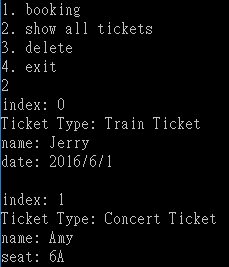 1. booking
2. show all tickets
3. delete
4. exit
2
index: 0
Ticket Type: Train Ticket
name: Jerry
date: 2016/6/1

index: 1
Ticket Type: Concert Ticket
name: Amy
seat: 6A